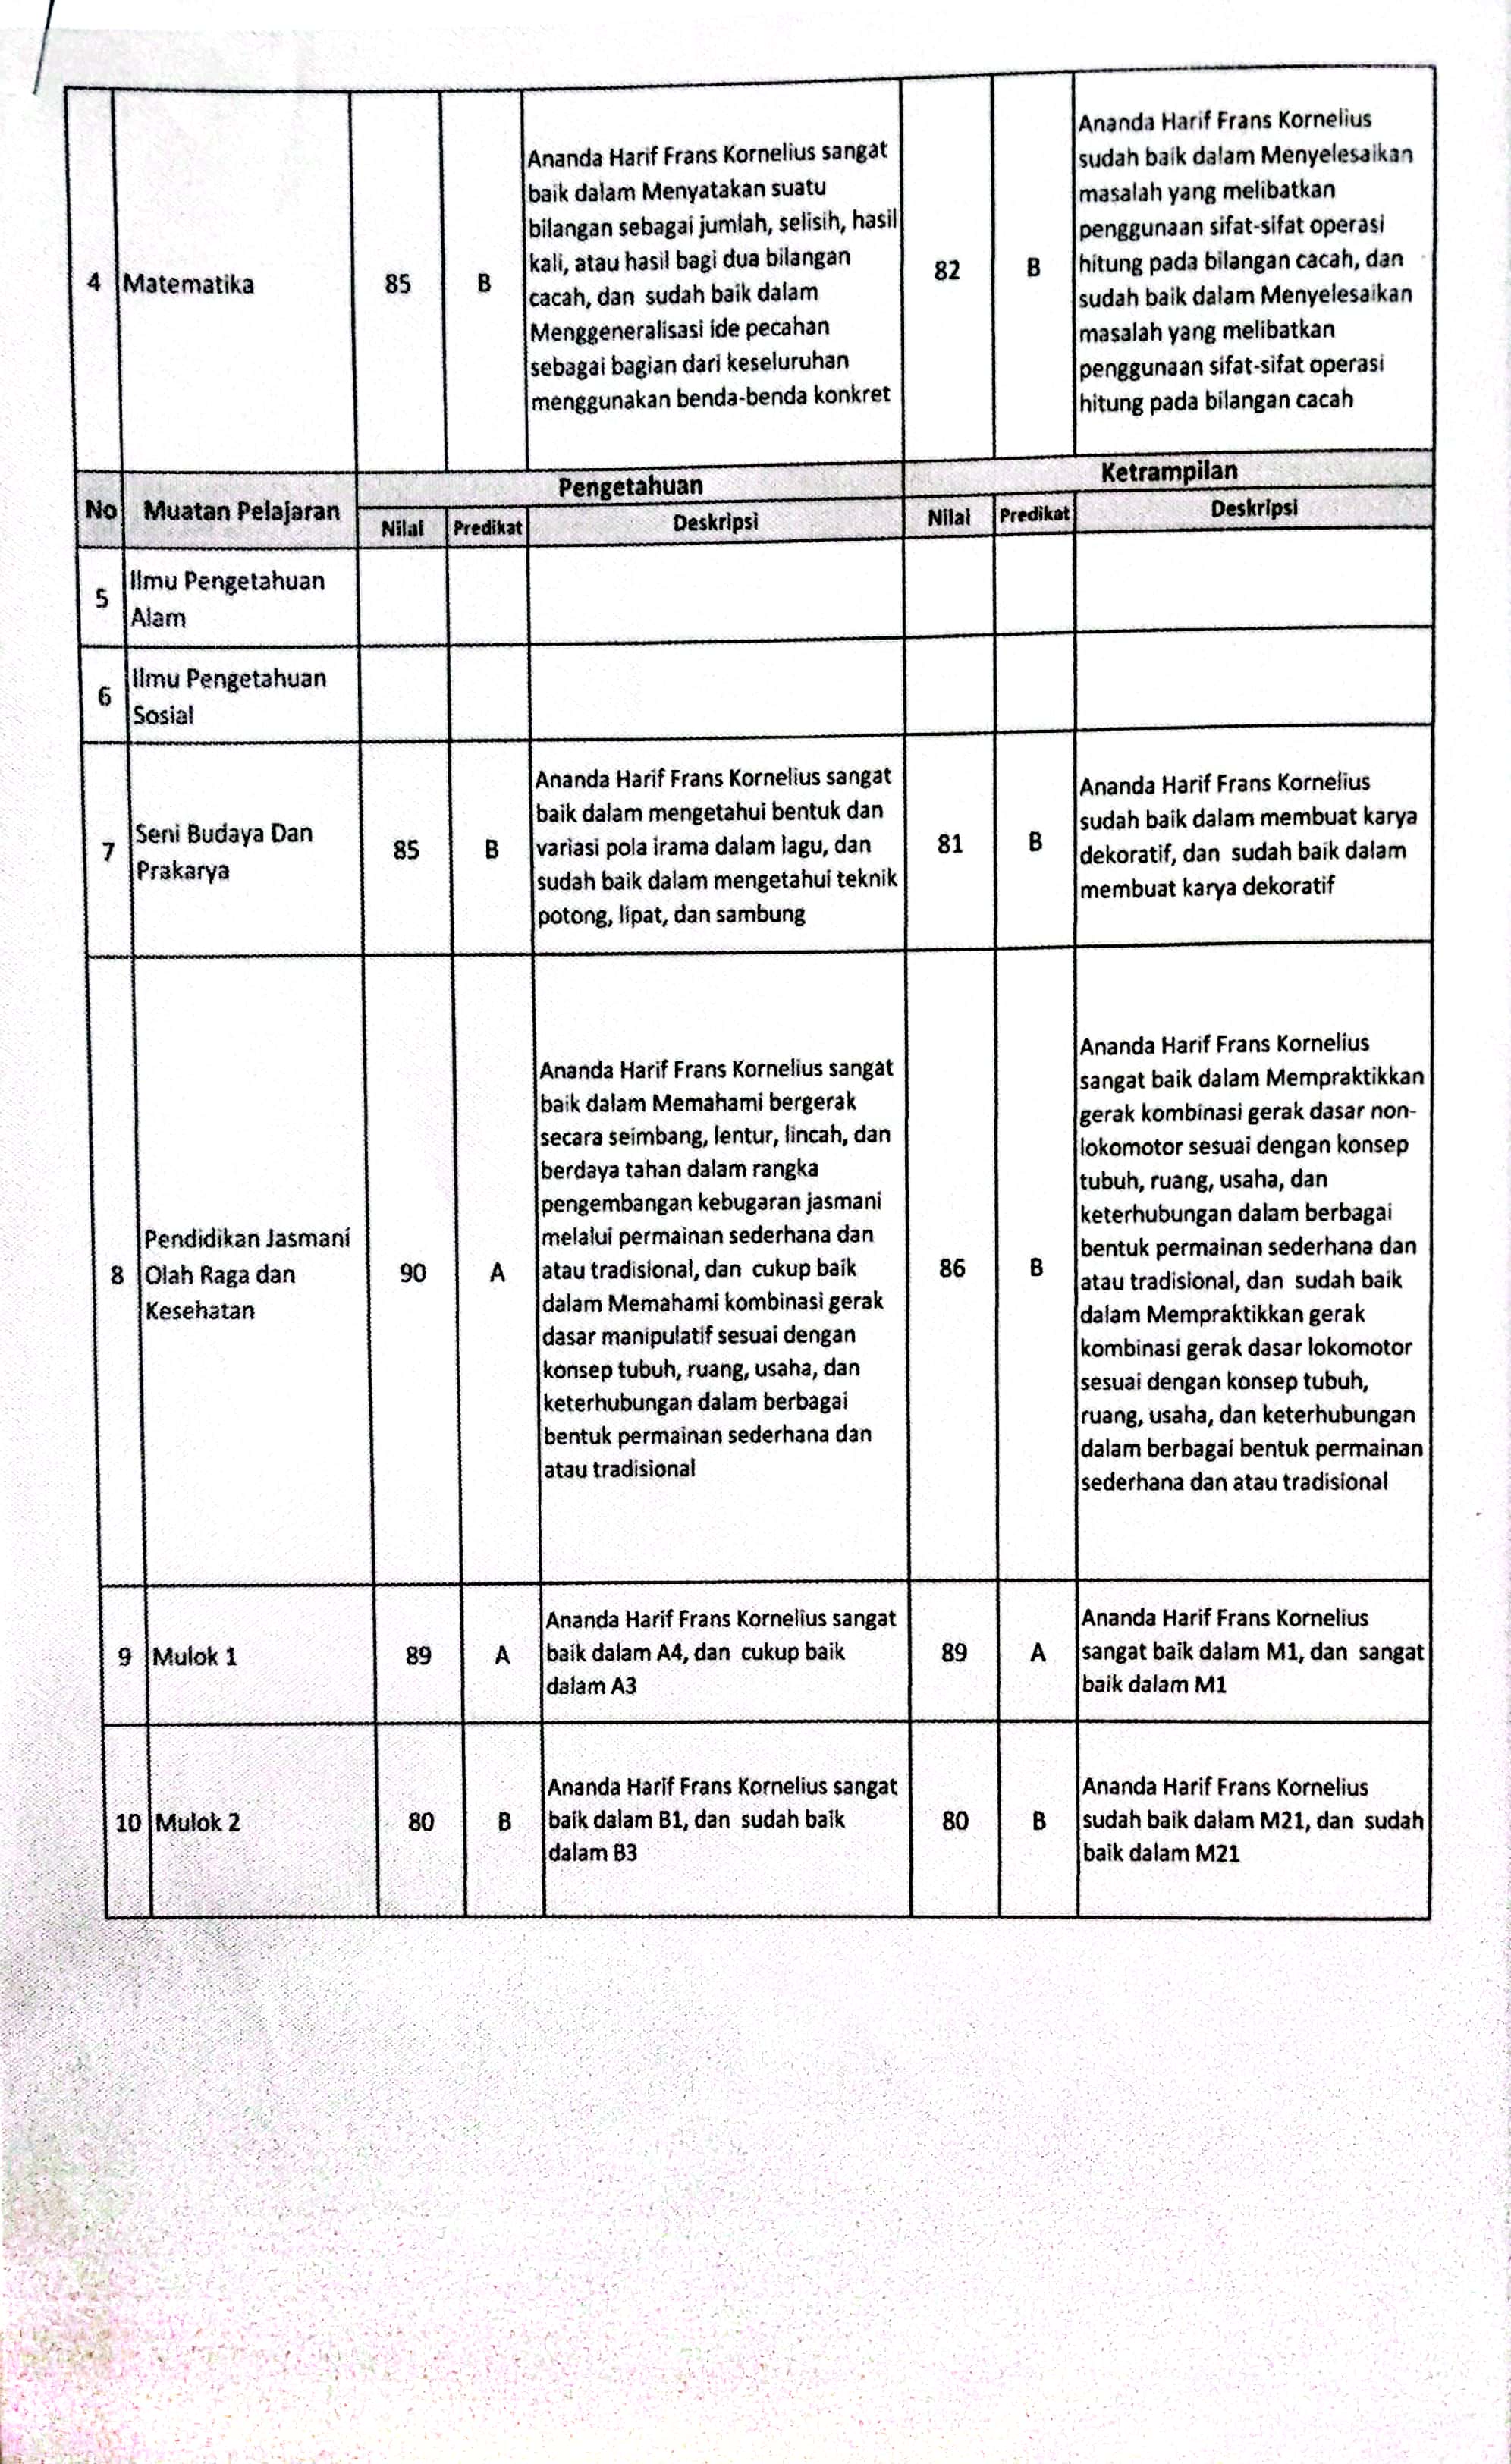 4
Matematika
85
B
Ananda Harif Frans Kornelius sangat
baik dalam Menyatakan suatu
bilangan sebagai jumlah, selisih, hasil
kali, atau hasil bagi dua bilangan
cacah, dan sudah baik dalam
Menggeneralisasi ide pecahan
sebagai bagian dari keseluruhan
menggunakan benda-benda konkret
82
B
Ananda Harif Frans Kornelius
sudah baik dalam Menyelesaikan
masalah yang melibatkan
penggunaan sifat-sifat operasi
hitung pada bilangan cacah, dan
sudah baik dalam Menyelesaikan
masalah yang melibatkan
penggunaan sifat-sifat operasi
hitung pada bilangan cacah
No
Muatan Pelajaran
Pengetahuan
Ketrampilan
Nilai
Predikat
Deskripsi
Nilai
Predikat
Deskripsi
5
Ilmu Pengetahuan
Alam
6
Ilmu Pengetahuan
Sosial
7
Seni Budaya Dan
Prakarya
85
B
Ananda Harif Frans Kornelius sangat
baik dalam mengetahui bentuk dan
variasi pola irama dalam lagu, dan
sudah baik dalam mengetahui teknik
potong, lipat, dan sambung
81
B
Ananda Harif Frans Kornelius
sudah baik dalam membuat karya
dekoratif, dan sudah baik dalam
membuat karya dekoratif
8
Pendidikan Jasmani
Olah Raga dan
Kesehatan
90
A
Ananda Harif Frans Kornelius sangat
baik dalam Memahami bergerak
secara seimbang, lentur, lincah, dan
berdaya tahan dalam rangka
pengembangan kebugaran jasmani
melalui permainan sederhana dan
atau tradisional, dan cukup baik
dalam Memahami kombinasi gerak
dasar manipulatif sesuai dengan
konsep tubuh, ruang, usaha, dan
keterhubungan dalam berbagai
bentuk permainan sederhana dan
atau tradisional
86
B
Ananda Harif Frans Kornelius
sangat baik dalam Mempraktikkan
gerak kombinasi gerak dasar non-
lokomotor sesuai dengan konsep
tubuh, ruang, usaha, dan
keterhubungan dalam berbagai
bentuk permainan sederhana dan
atau tradisional, dan sudah baik
dalam Mempraktikkan gerak
kombinasi gerak dasar lokomotor
sesuai dengan konsep tubuh,
ruang, usaha, dan keterhubungan
dalam berbagai bentuk permainan
sederhana dan atau tradisional
9
Mulok 1
89
A
Ananda Harif Frans Kornelius sangat
baik dalam A4, dan cukup baik
dalam A3
89
A
Ananda Harif Frans Kornelius
sangat baik dalam M1, dan sangat
baik dalam M1
10
Mulok 2
80
B
Ananda Harif Frans Kornelius sangat
baik dalam B1, dan sudah baik
dalam B3
80
B
Ananda Harif Frans Kornelius
sudah baik dalam M21, dan sudah
baik dalam M21